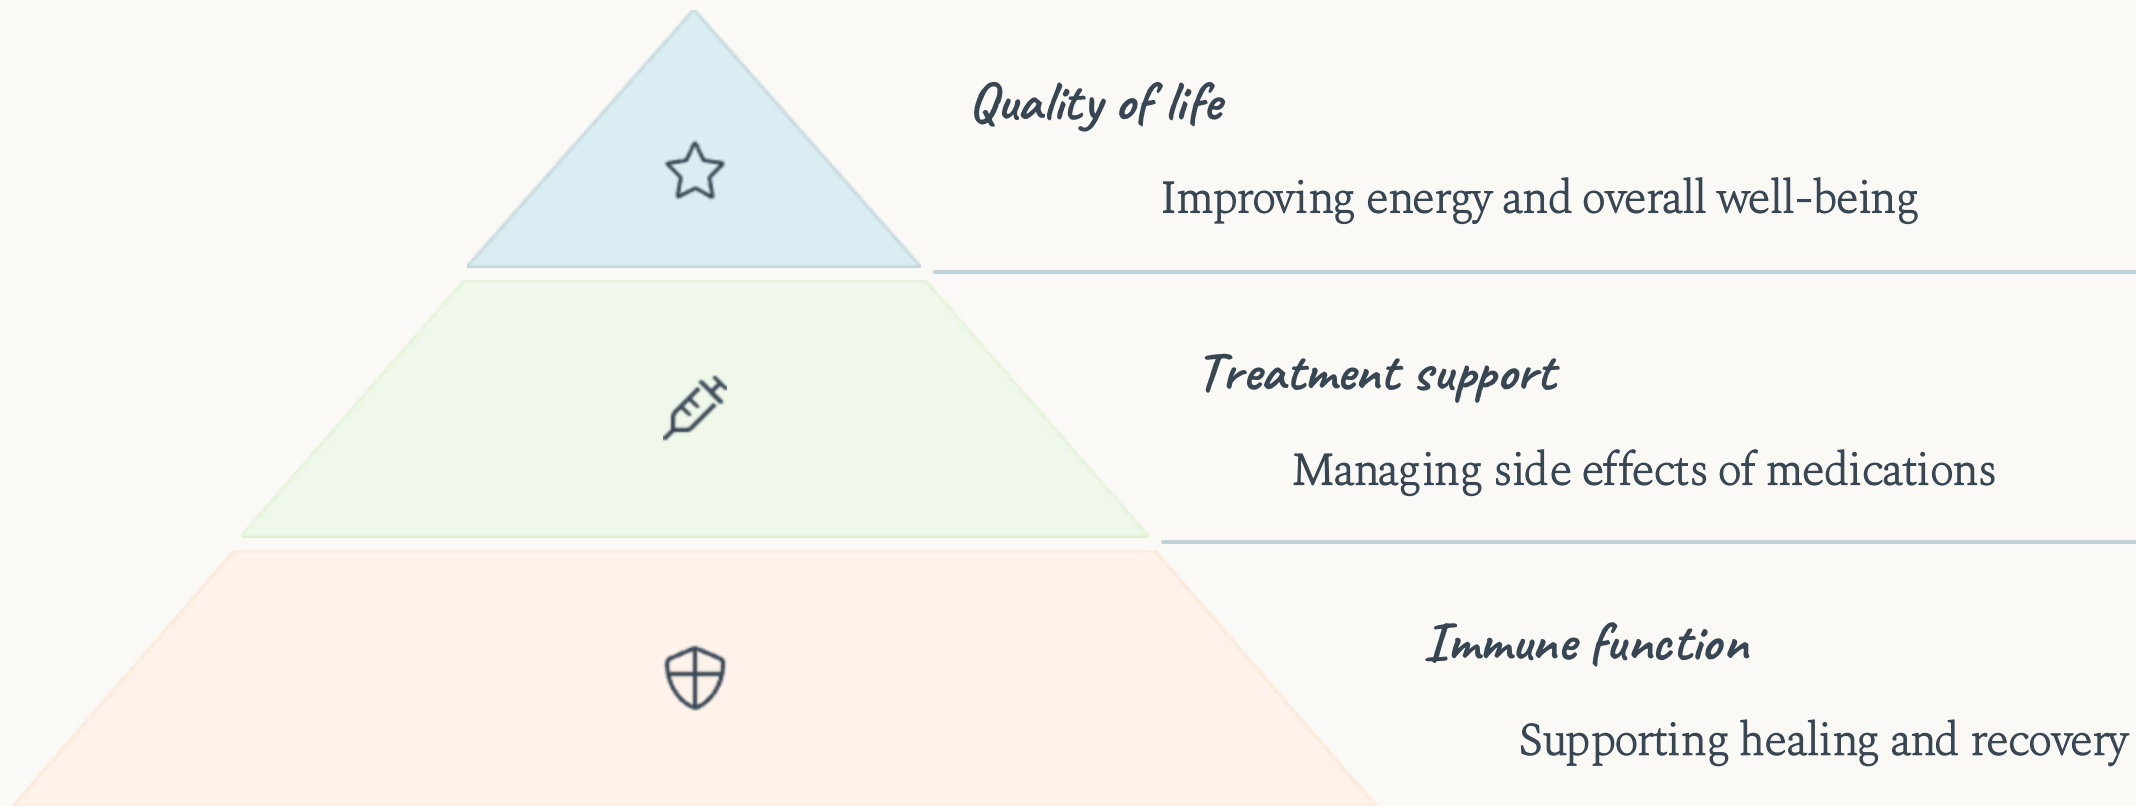 Quality of life
Improving energy and overall well-being
Treatment support
Managing side effects of medications
Immune function
Supporting healing and recovery